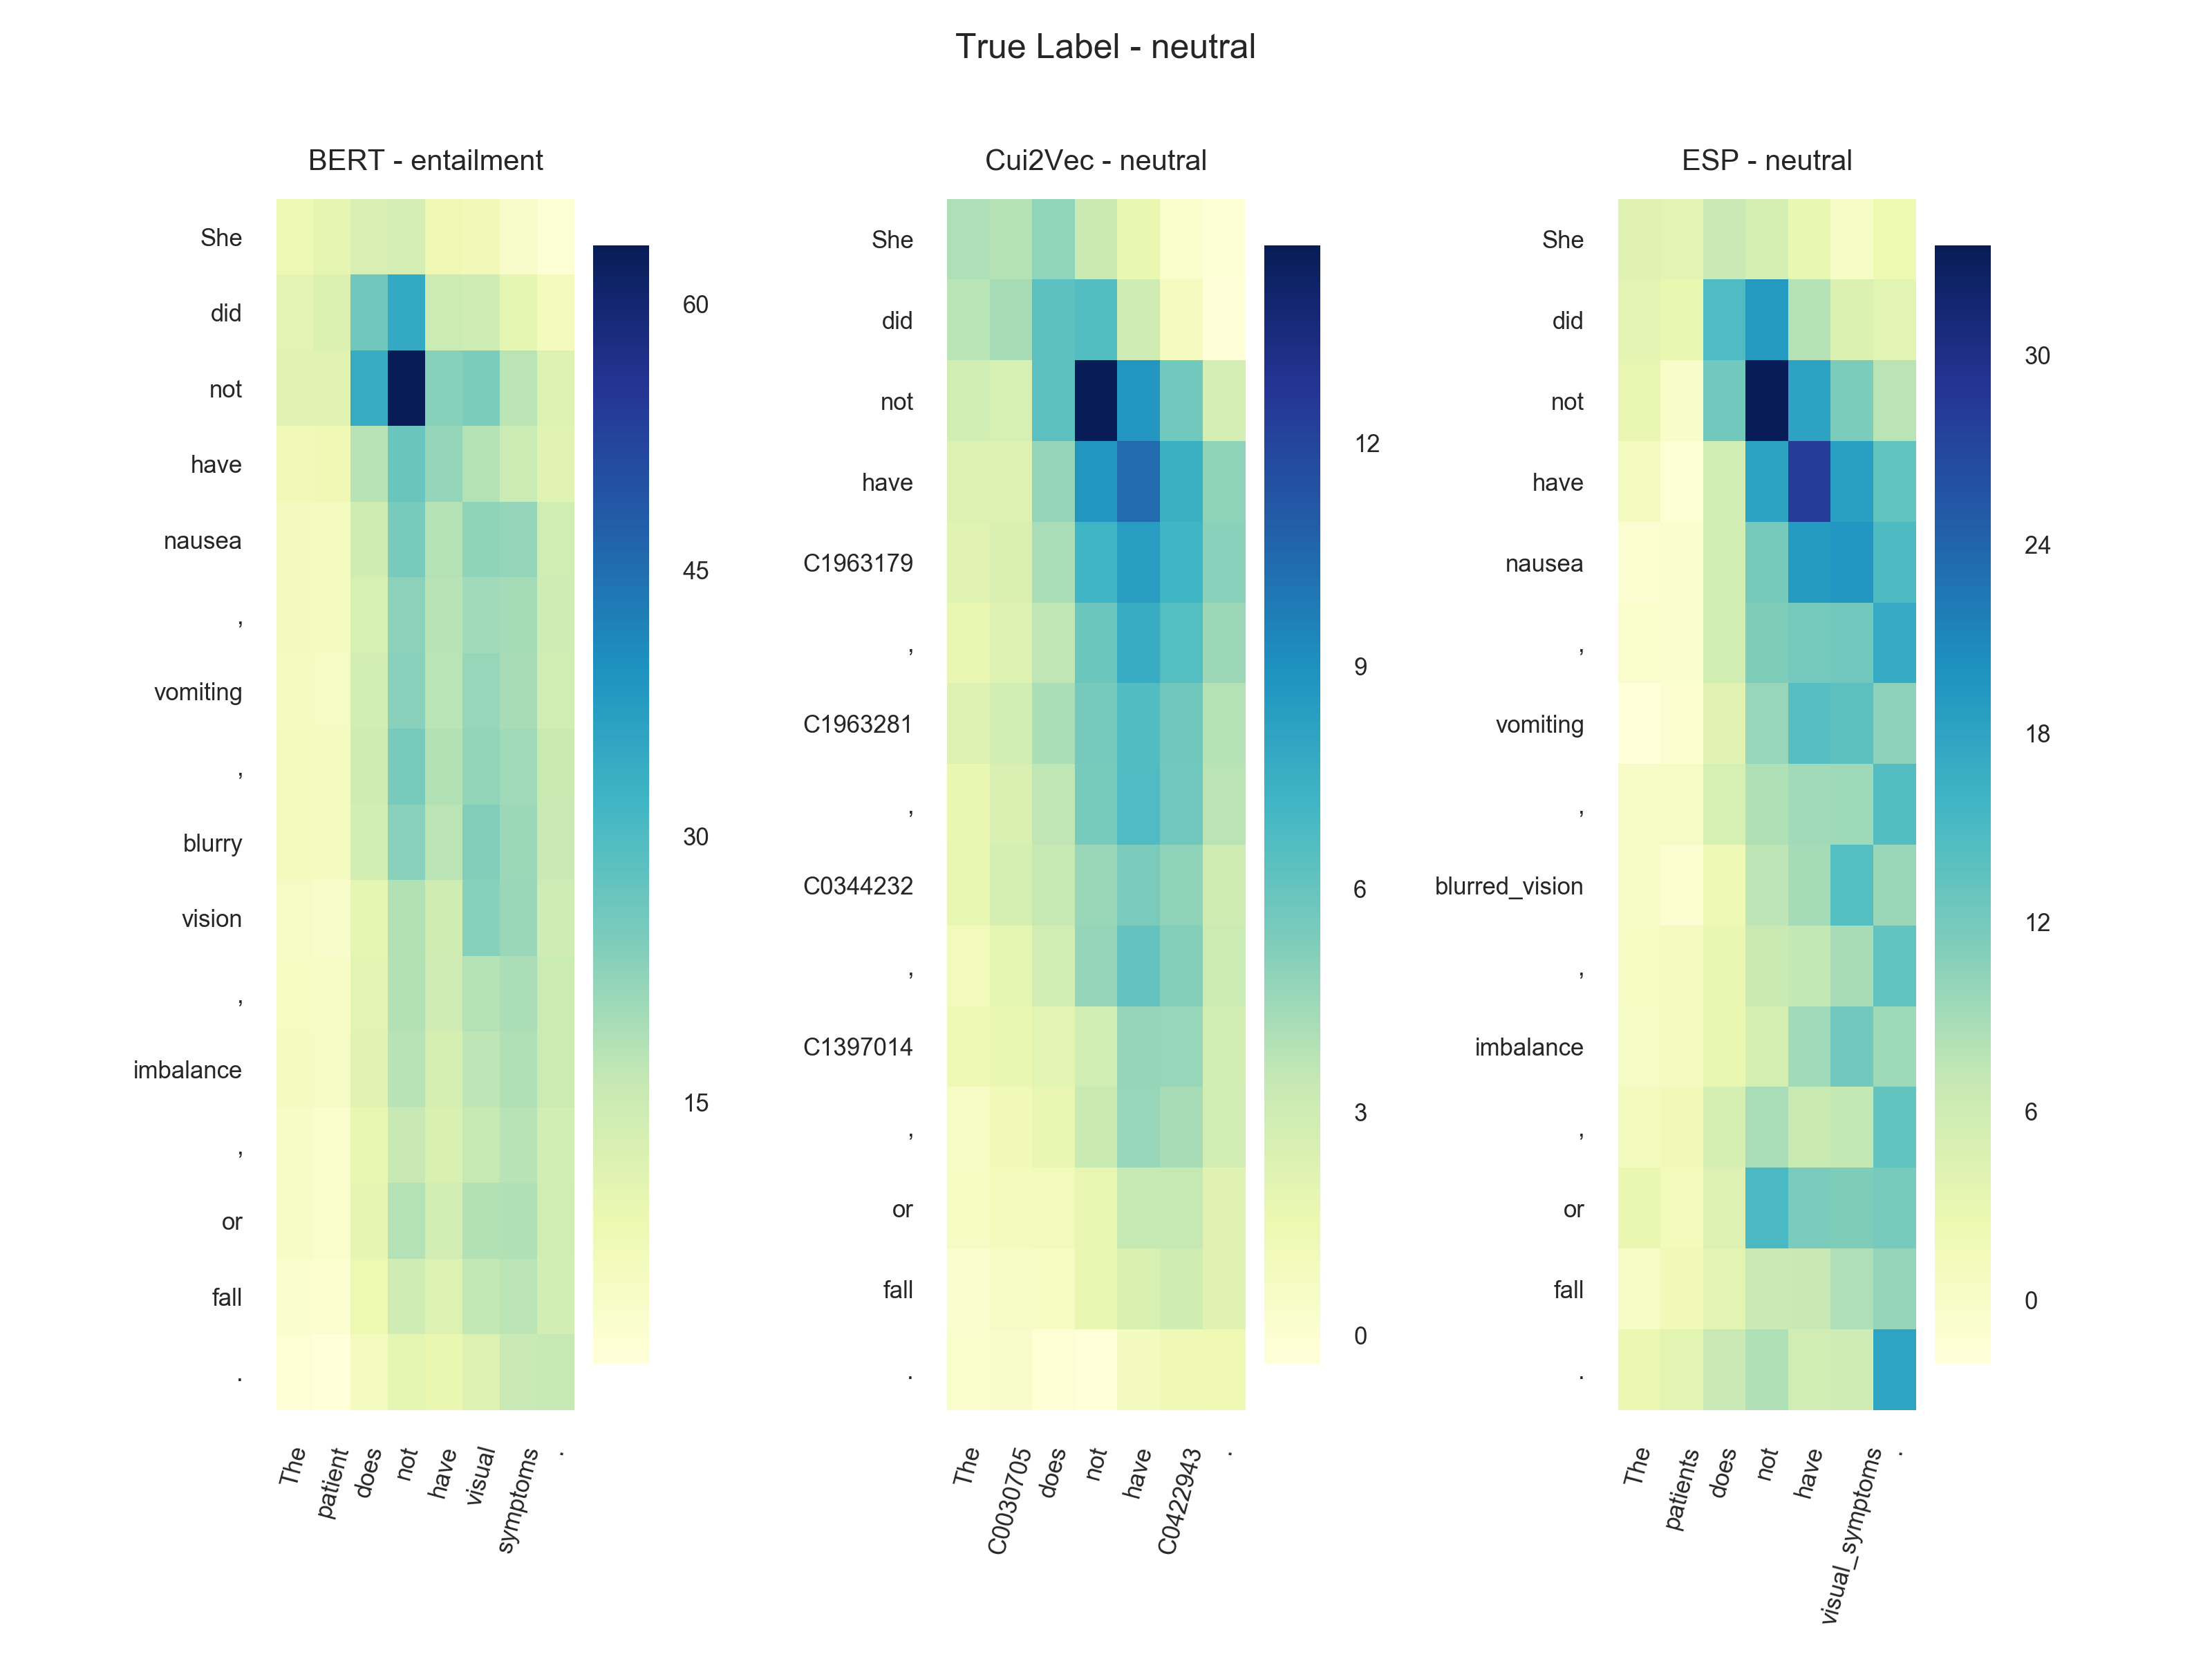 True Label - neutral
BERT - entailment
She
did
not
have
nausea
,
vomiting
,
blurry
vision
,
imbalance
,
or
fall
.
The
patient
does
not
have
visual
symptoms
.
60
45
30
15
Cui2Vec - neutral
She
did
not
have
C1963179
,
C1963281
,
C0344232
,
C1397014
,
or
fall
.
The
C0030705
does
not
have
C0422943
.
12
9
6
3
0
ESP - neutral
She
did
not
have
nausea
,
vomiting
,
blurred_vision
,
imbalance
,
or
fall
.
The
patients
does
not
have
visual_symptoms
.
30
24
18
12
6
0